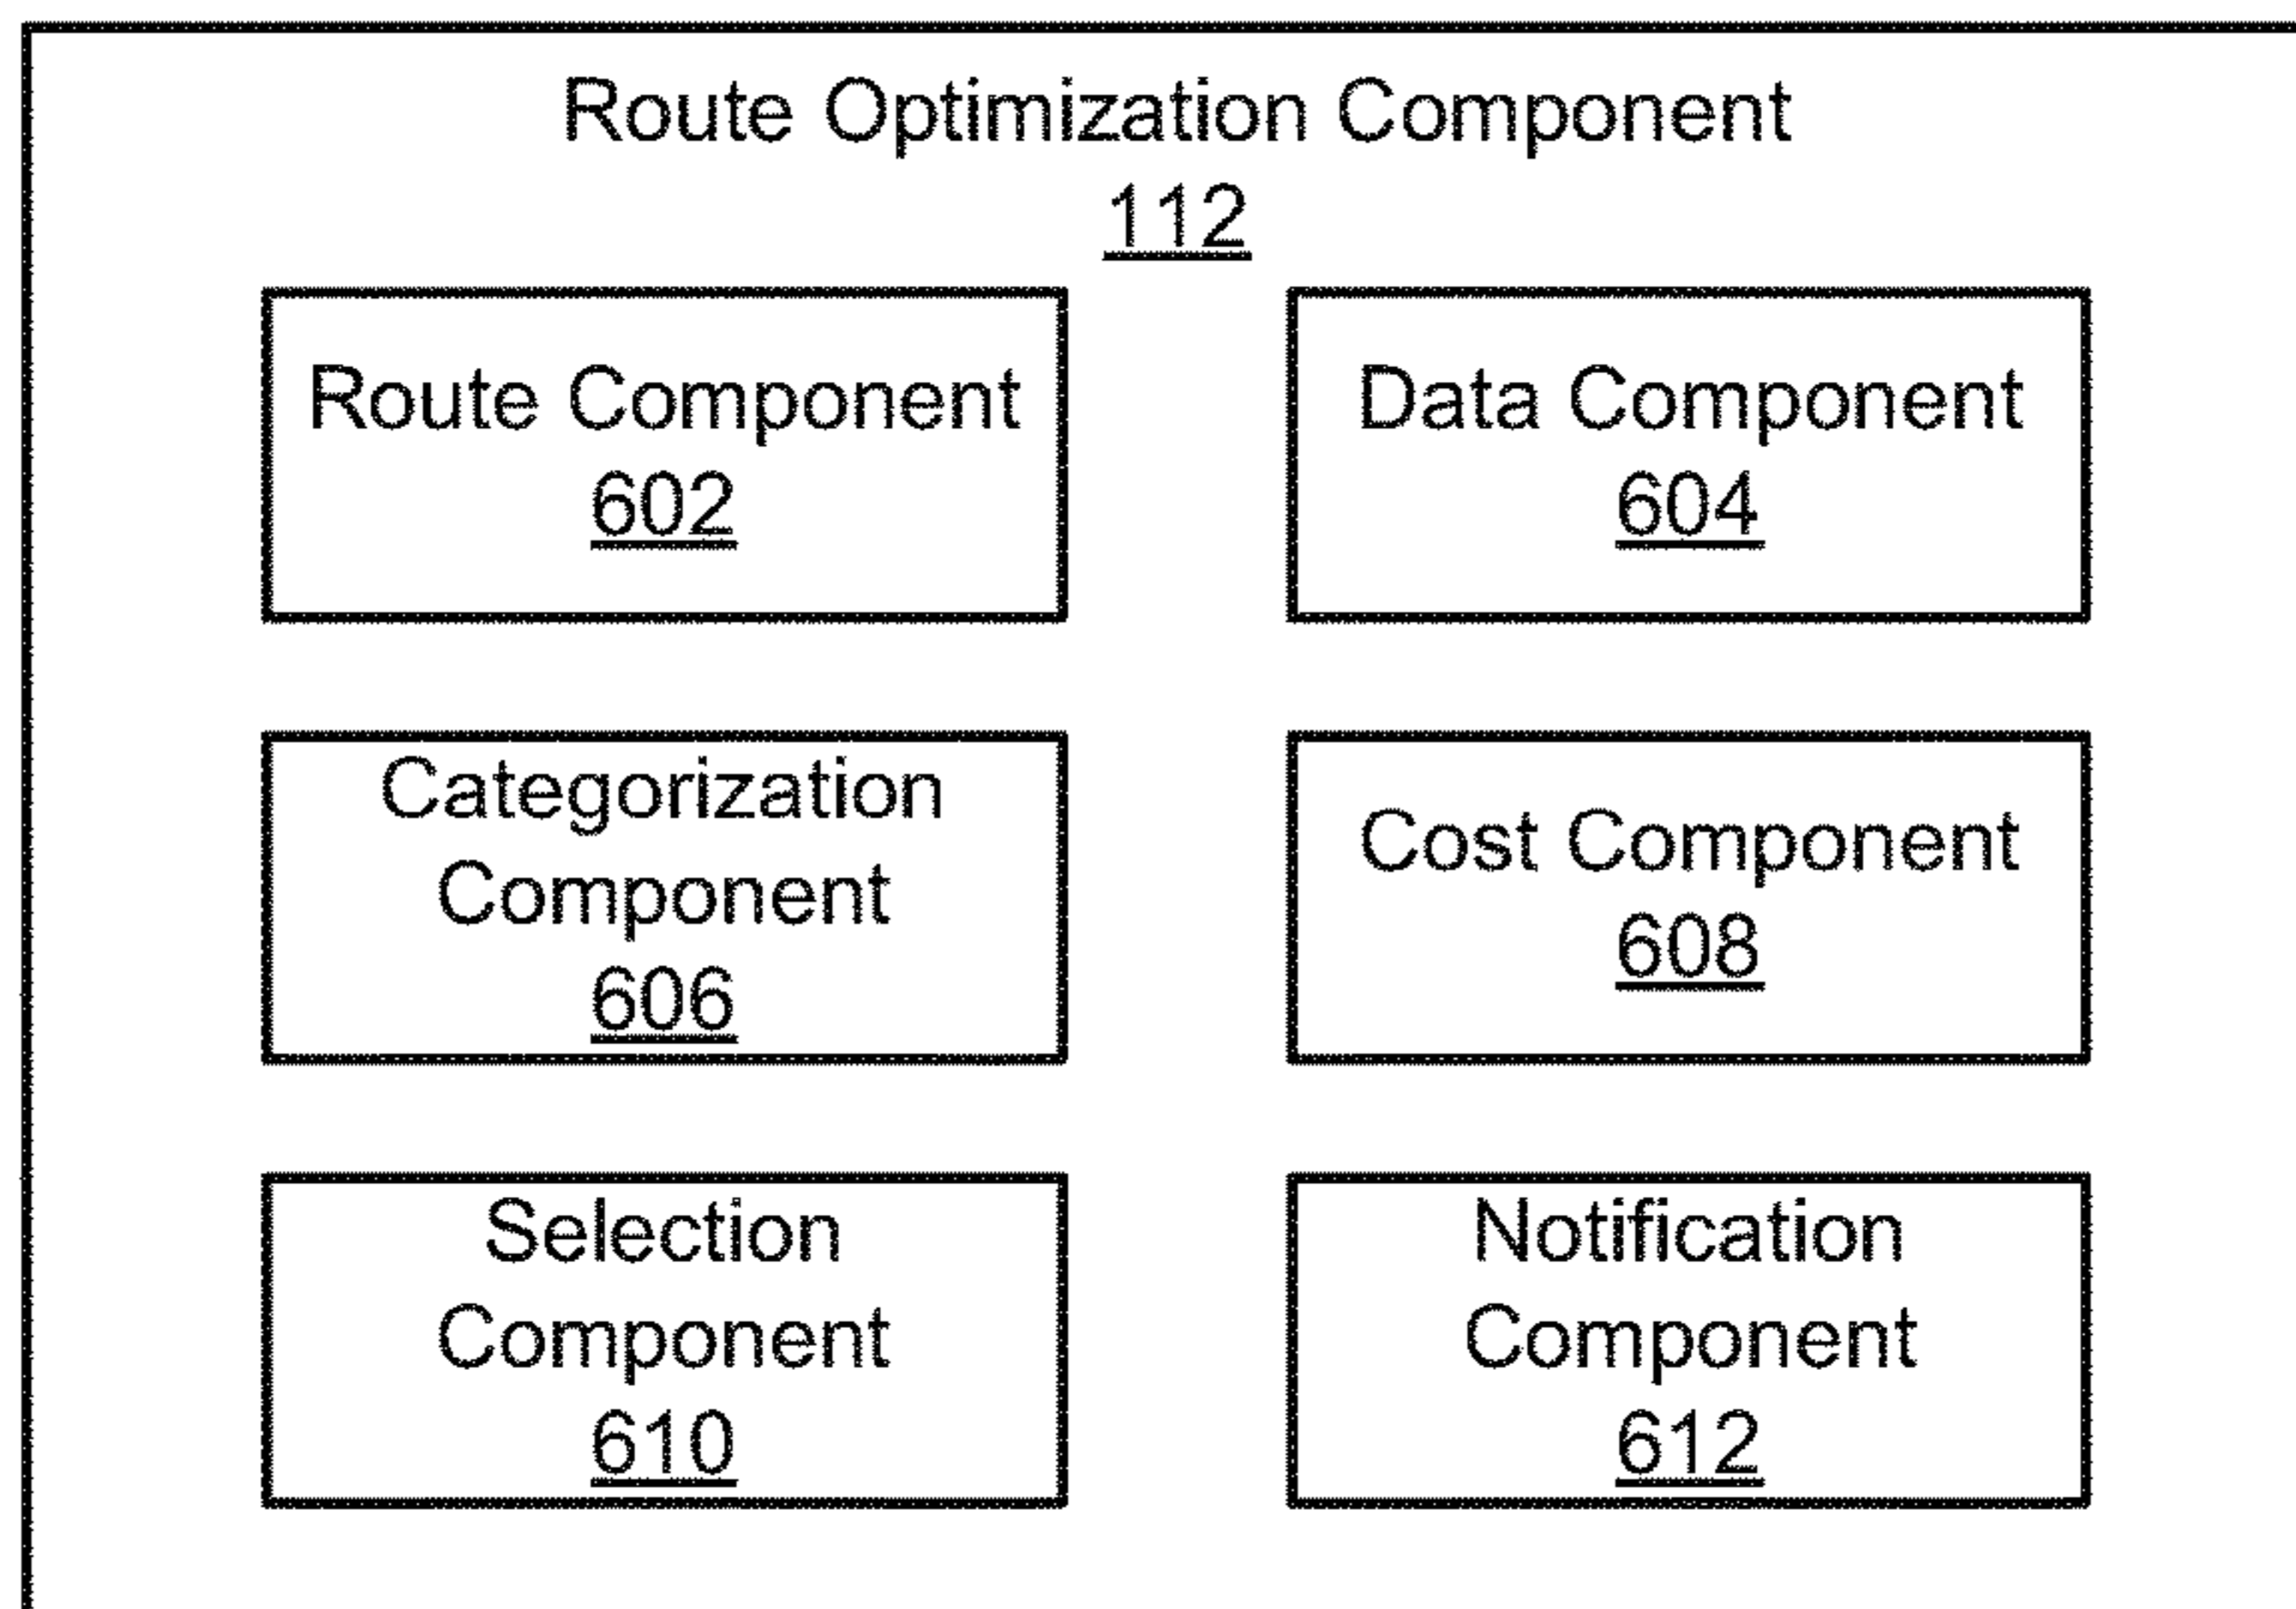 Route Optimization Component
112
Route Component
602
Data Component
604
Categorization
Component
606
Cost Component
608
Selection
Component
610
Notification
Component
612